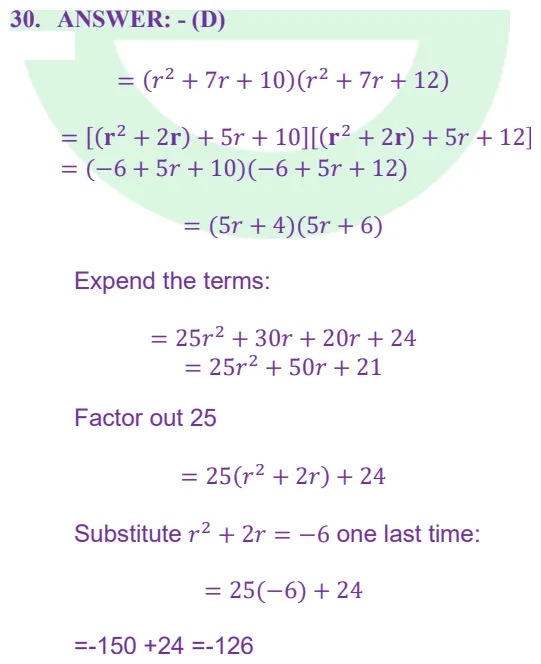 30. ANSWER: - (D)
= (r² + 7r + 10)(r² + 7r + 12)
= [(r² + 2r) + 5r + 10][(r² + 2r) + 5r + 12]
= (−6 + 5r + 10)(−6 + 5r + 12)
= (5r + 4)(5r + 6)
Expend the terms:
= 25r² + 30r + 20r + 24
= 25r² + 50r + 21
Factor out 25
= 25(r² + 2r) + 24
Substitute r² + 2r = −6 one last time:
= 25(−6) + 24
=-150 +24 =-126